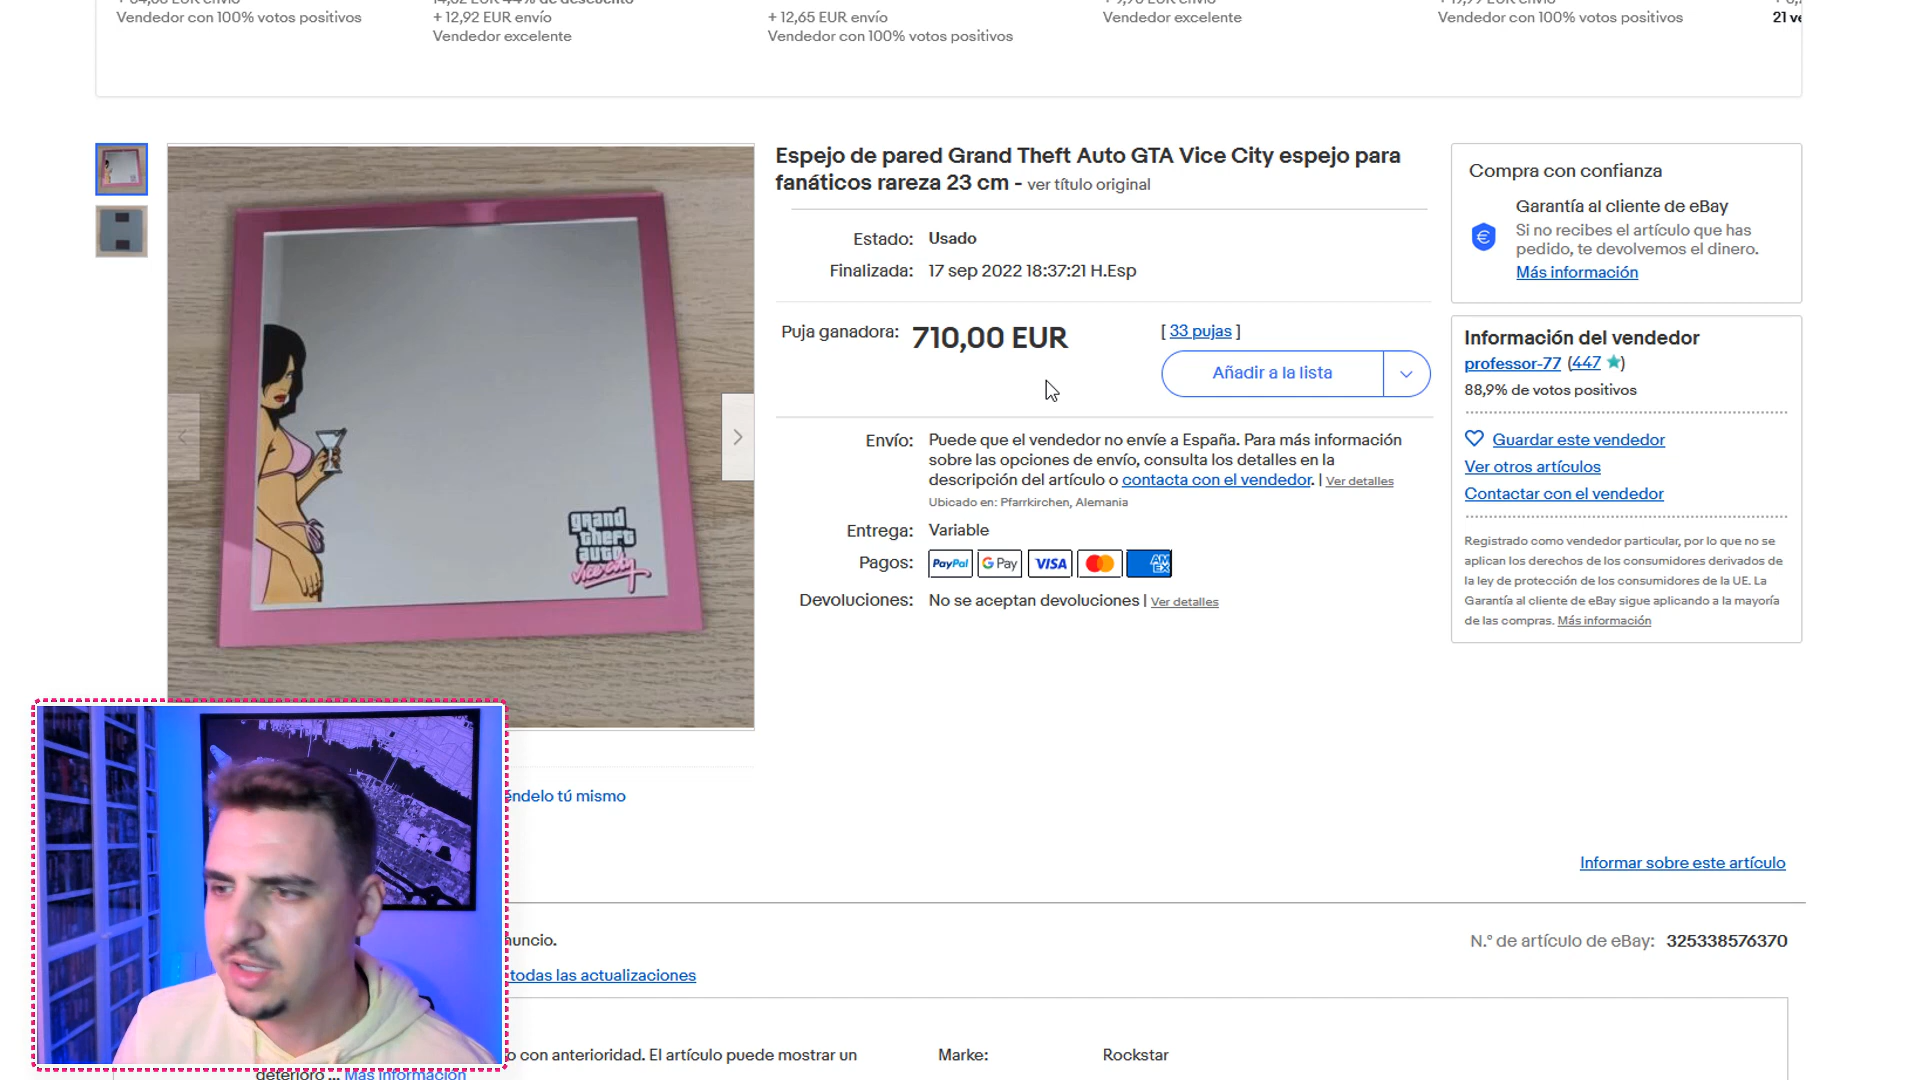 Vendedor con 100% votos positivos
+ 12,92 EUR envío
Vendedor excelente
+ 12,65 EUR envío
Vendedor con 100% votos positivos
Vendedor excelente
Vendedor con 100% votos positivos
Espejo de pared Grand Theft Auto GTA Vice City espejo para
fanáticos rareza 23 cm - ver título original
Estado: Usado
Finalizada: 17 sep 2022 18:37:21 H.Esp
Puja ganadora: 710,00 EUR
[ 33 pujas ]
Añadir a la lista
Envío: Puede que el vendedor no envíe a España. Para más información
sobre las opciones de envío, consulta los detalles en la
descripción del artículo o contacta con el vendedor. | Ver detalles
Ubicado en: Pfarrkirchen, Alemania
Entrega: Variable
Pagos: PayPal G Pay VISA AMEX
Devoluciones: No se aceptan devoluciones | Ver detalles
Compra con confianza
Garantía al cliente de eBay
Si no recibes el artículo que has
pedido, te devolvemos el dinero.
Más información
Información del vendedor
professor-77 (447 ★)
88,9% de votos positivos
Guardar este vendedor
Ver otros artículos
Contactar con el vendedor
Registrado como vendedor particular, por lo que no se
aplican los derechos de los consumidores derivados de
la ley de protección de los consumidores de la UE. La
Garantía al cliente de eBay sigue aplicando a la mayoría
de las compras. Más información
grand
theft
auto
vice city
éndelo tú mismo
Informar sobre este artículo
nuncio.
N.° de artículo de eBay: 325338576370
todas las actualizaciones
o con anterioridad. El artículo puede mostrar un
Marke: Rockstar
deterioro ... Más información